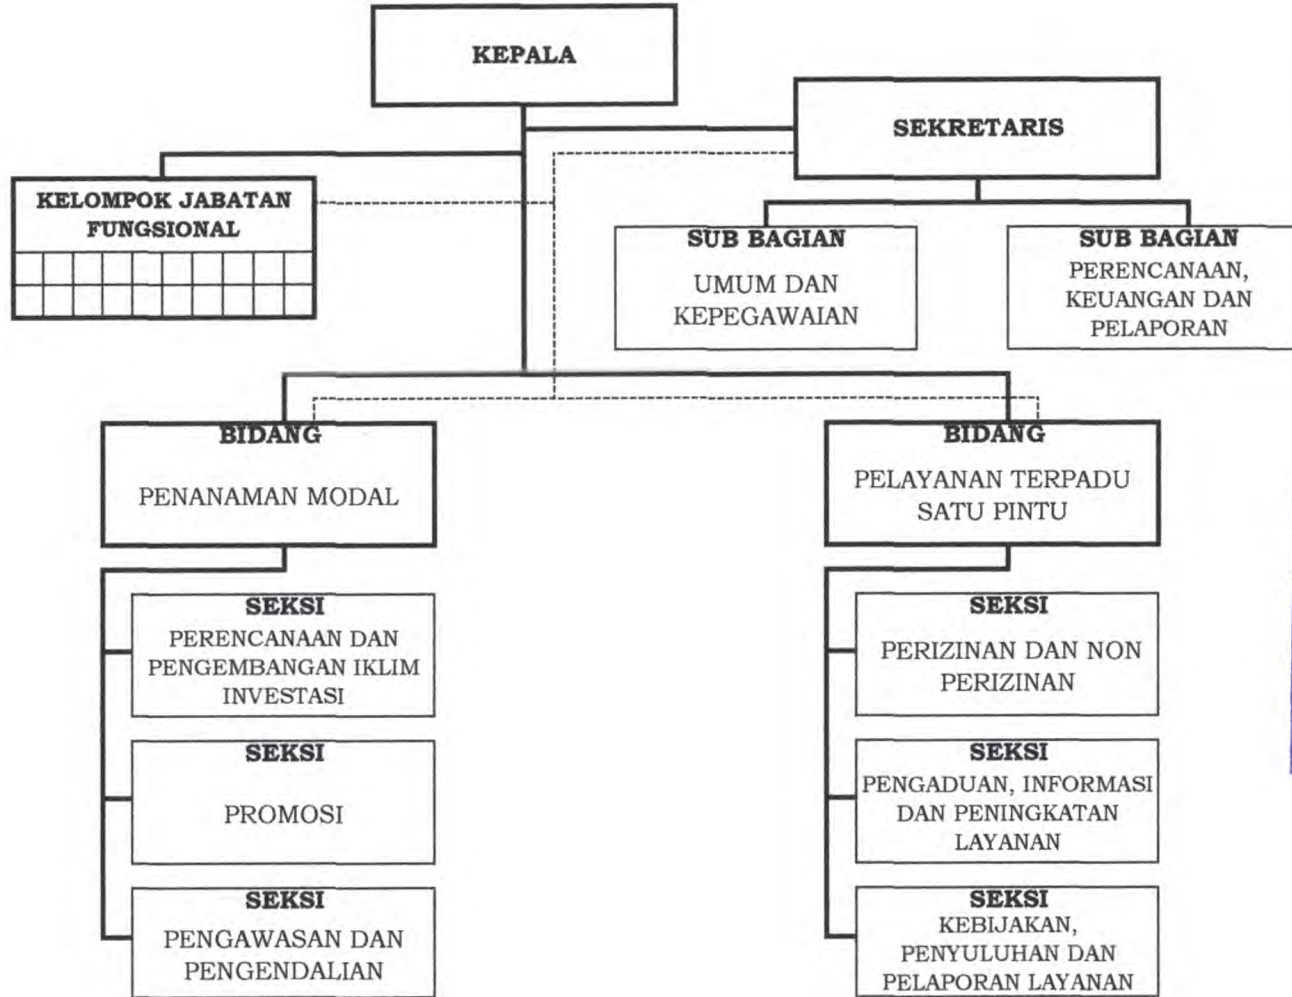 KEPALA
SEKRETARIS
KELOMPOK JABATAN
FUNGSIONAL
SUB BAGIAN
UMUM DAN
KEPEGAWAIAN
SUB BAGIAN
PERENCANAAN,
KEUANGAN DAN
PELAPORAN
BIDANG
PENANAMAN MODAL
SEKSI
PERENCANAAN DAN
PENGEMBANGAN IKLIM
INVESTASI
SEKSI
PROMOSI
SEKSI
PENGAWASAN DAN
PENGENDALIAN
BIDANG
PELAYANAN TERPADU
SATU PINTU
SEKSI
PERIZINAN DAN NON
PERIZINAN
SEKSI
PENGADUAN, INFORMASI
DAN PENINGKATAN
LAYANAN
SEKSI
KEBIJAKAN,
PENYULUHAN DAN
PELAPORAN LAYANAN